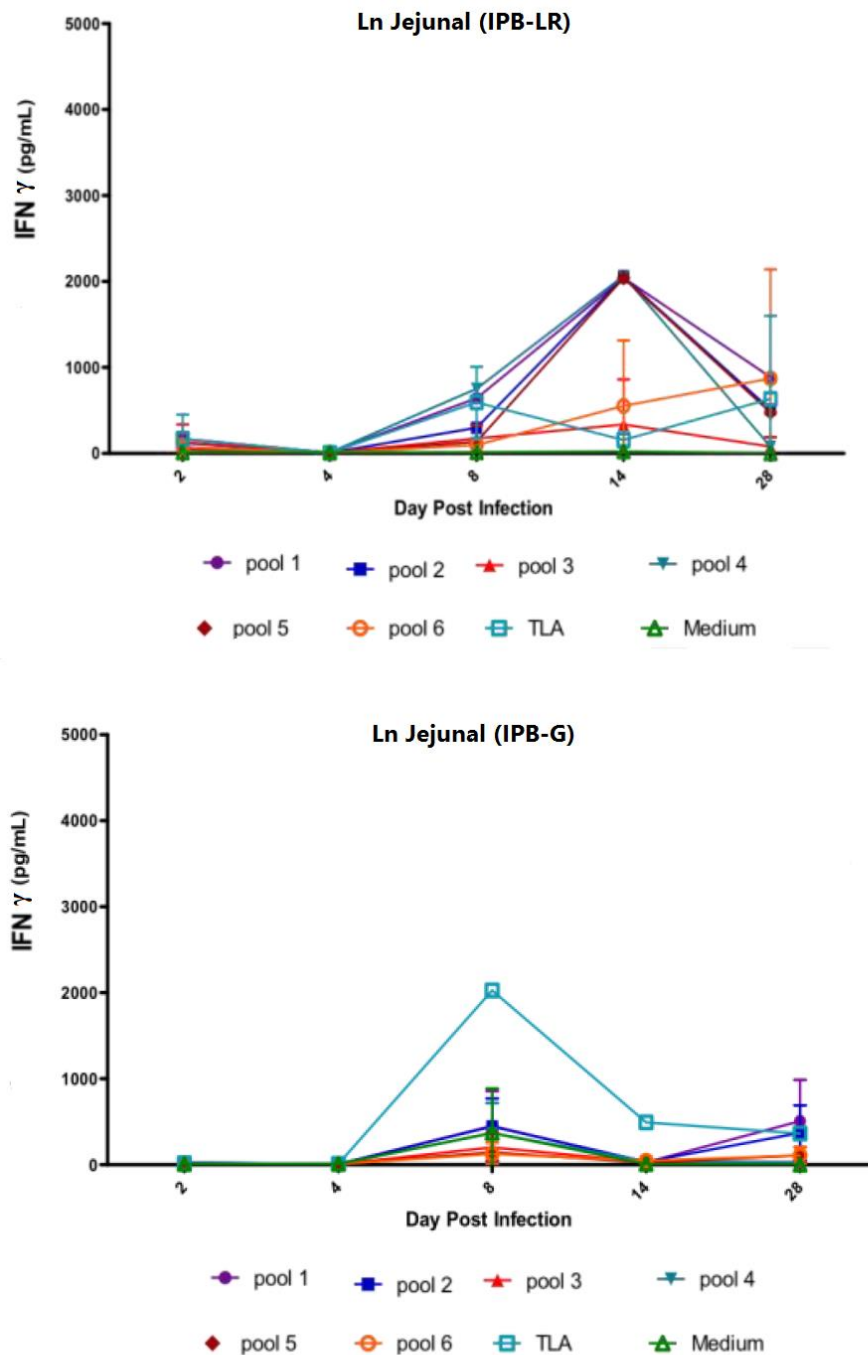 Ln Jejunal (IPB-LR)
5000
4000
3000
2000
1000
0
IFN γ (pg/mL)
2 4 8 14 28
Day Post Infection
pool 1 pool 2 pool 3 pool 4
pool 5 pool 6 TLA Medium
Ln Jejunal (IPB-G)
5000
4000
3000
2000
1000
0
IFN γ (pg/mL)
2 4 8 14 28
Day Post Infection
pool 1 pool 2 pool 3 pool 4
pool 5 pool 6 TLA Medium